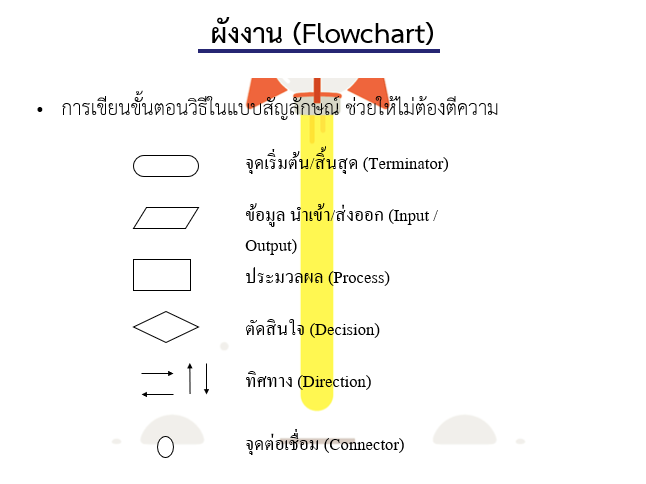 ผังงาน (Flowchart)
• การเขียนขั้นตอนวิธีในแบบสัญลักษณ์ ช่วยให้ไม่ต้องตีความ
จุดเริ่มต้น/สิ้นสุด (Terminator)
ข้อมูล นำเข้า/ส่งออก (Input /
Output)
ประมวลผล (Process)
ตัดสินใจ (Decision)
ทิศทาง (Direction)
จุดต่อเชื่อม (Connector)